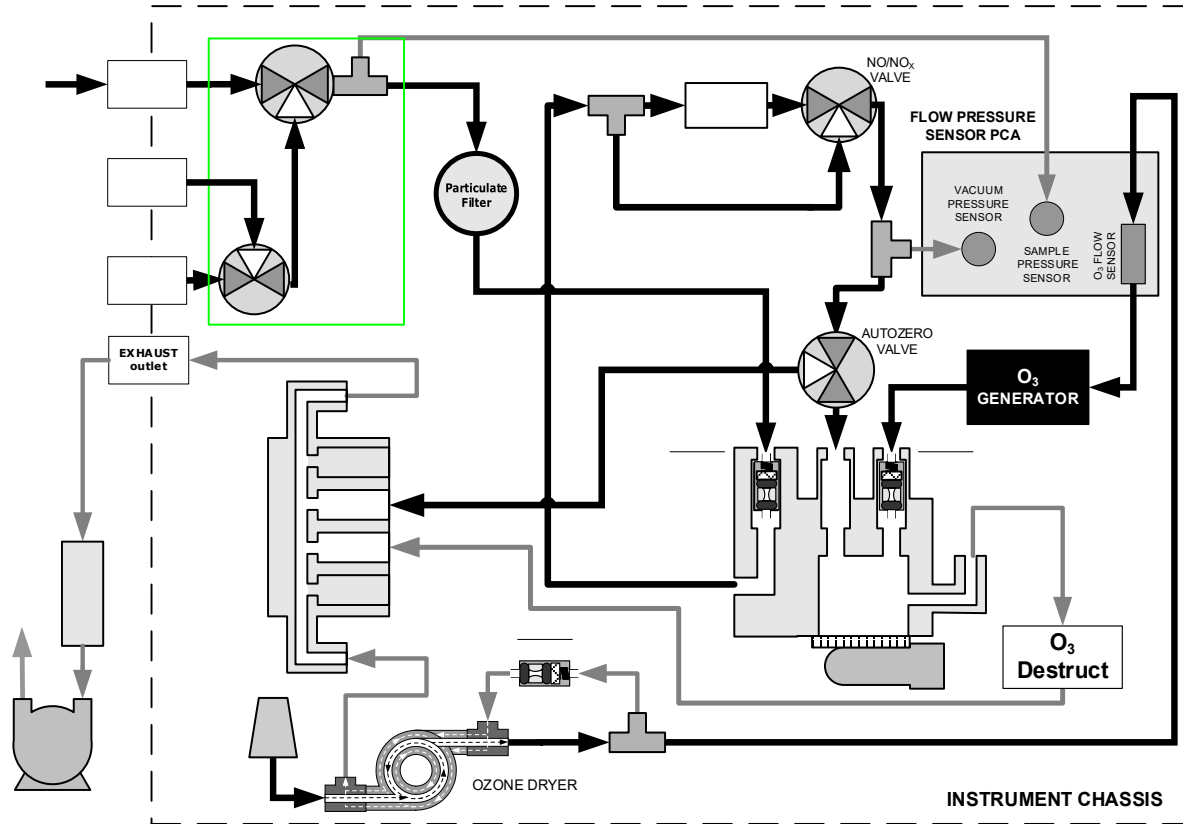 NO/NOX
VALVE
FLOW PRESSURE
SENSOR PCA
VACUUM
PRESSURE
SENSOR
SAMPLE
PRESSURE
SENSOR
O3 FLOW
SENSOR
Particulate
Filter
EXHAUST
outlet
AUTOZERO
VALVE
O3
GENERATOR
O3
Destruct
OZONE DRYER
INSTRUMENT CHASSIS